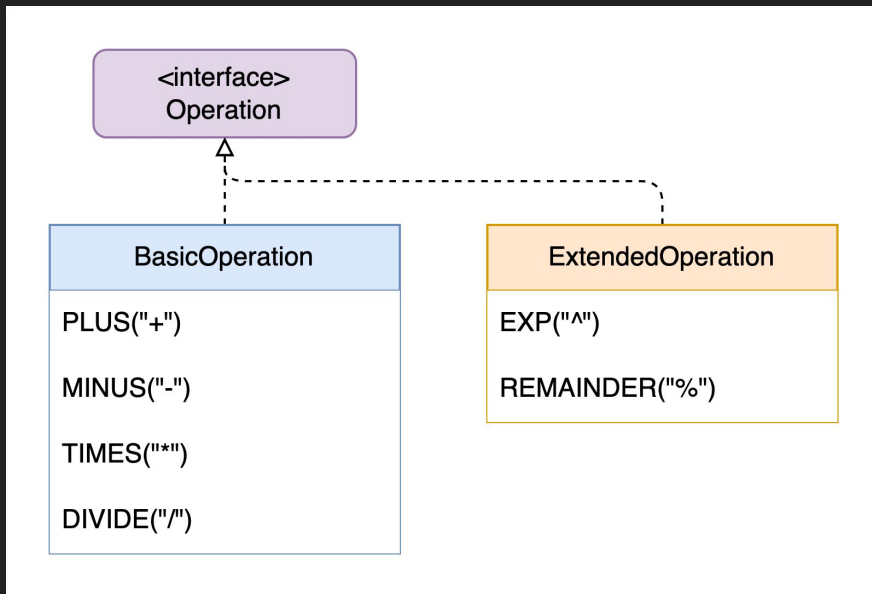 <interface>
Operation
BasicOperation
PLUS("+")
MINUS("-")
TIMES("*")
DIVIDE("/")
ExtendedOperation
EXP("^")
REMAINDER("%")